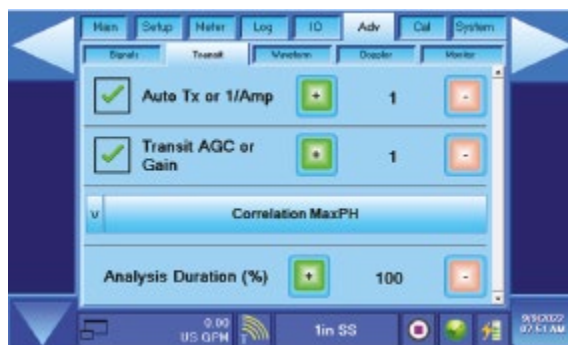 Main Setup Meter Log IO Adv Cal System
Signals Transit Waveform Doppler Monitor
Auto Tx or 1/Amp + 1 -
Transit AGC or
Gain + 1 -
v Correlation MaxPH
Analysis Duration (%) + 100 -
0.00
US GPM T 1in SS
9/9/2022
07:51 AM